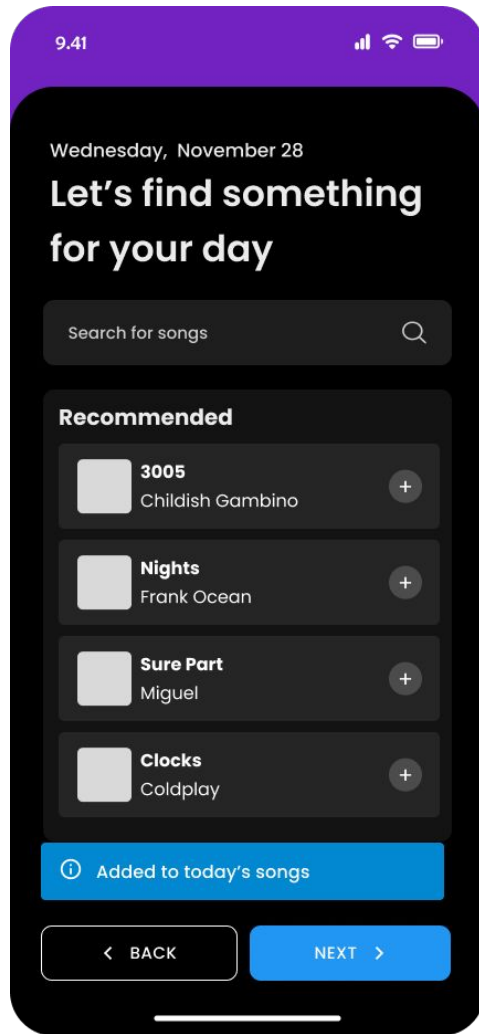 9.41
Wednesday, November 28
Let's find something
for your day
Search for songs
Recommended
3005
Childish Gambino
+
Nights
Frank Ocean
+
Sure Part
Miguel
+
Clocks
Coldplay
+
Added to today's songs
BACK
NEXT